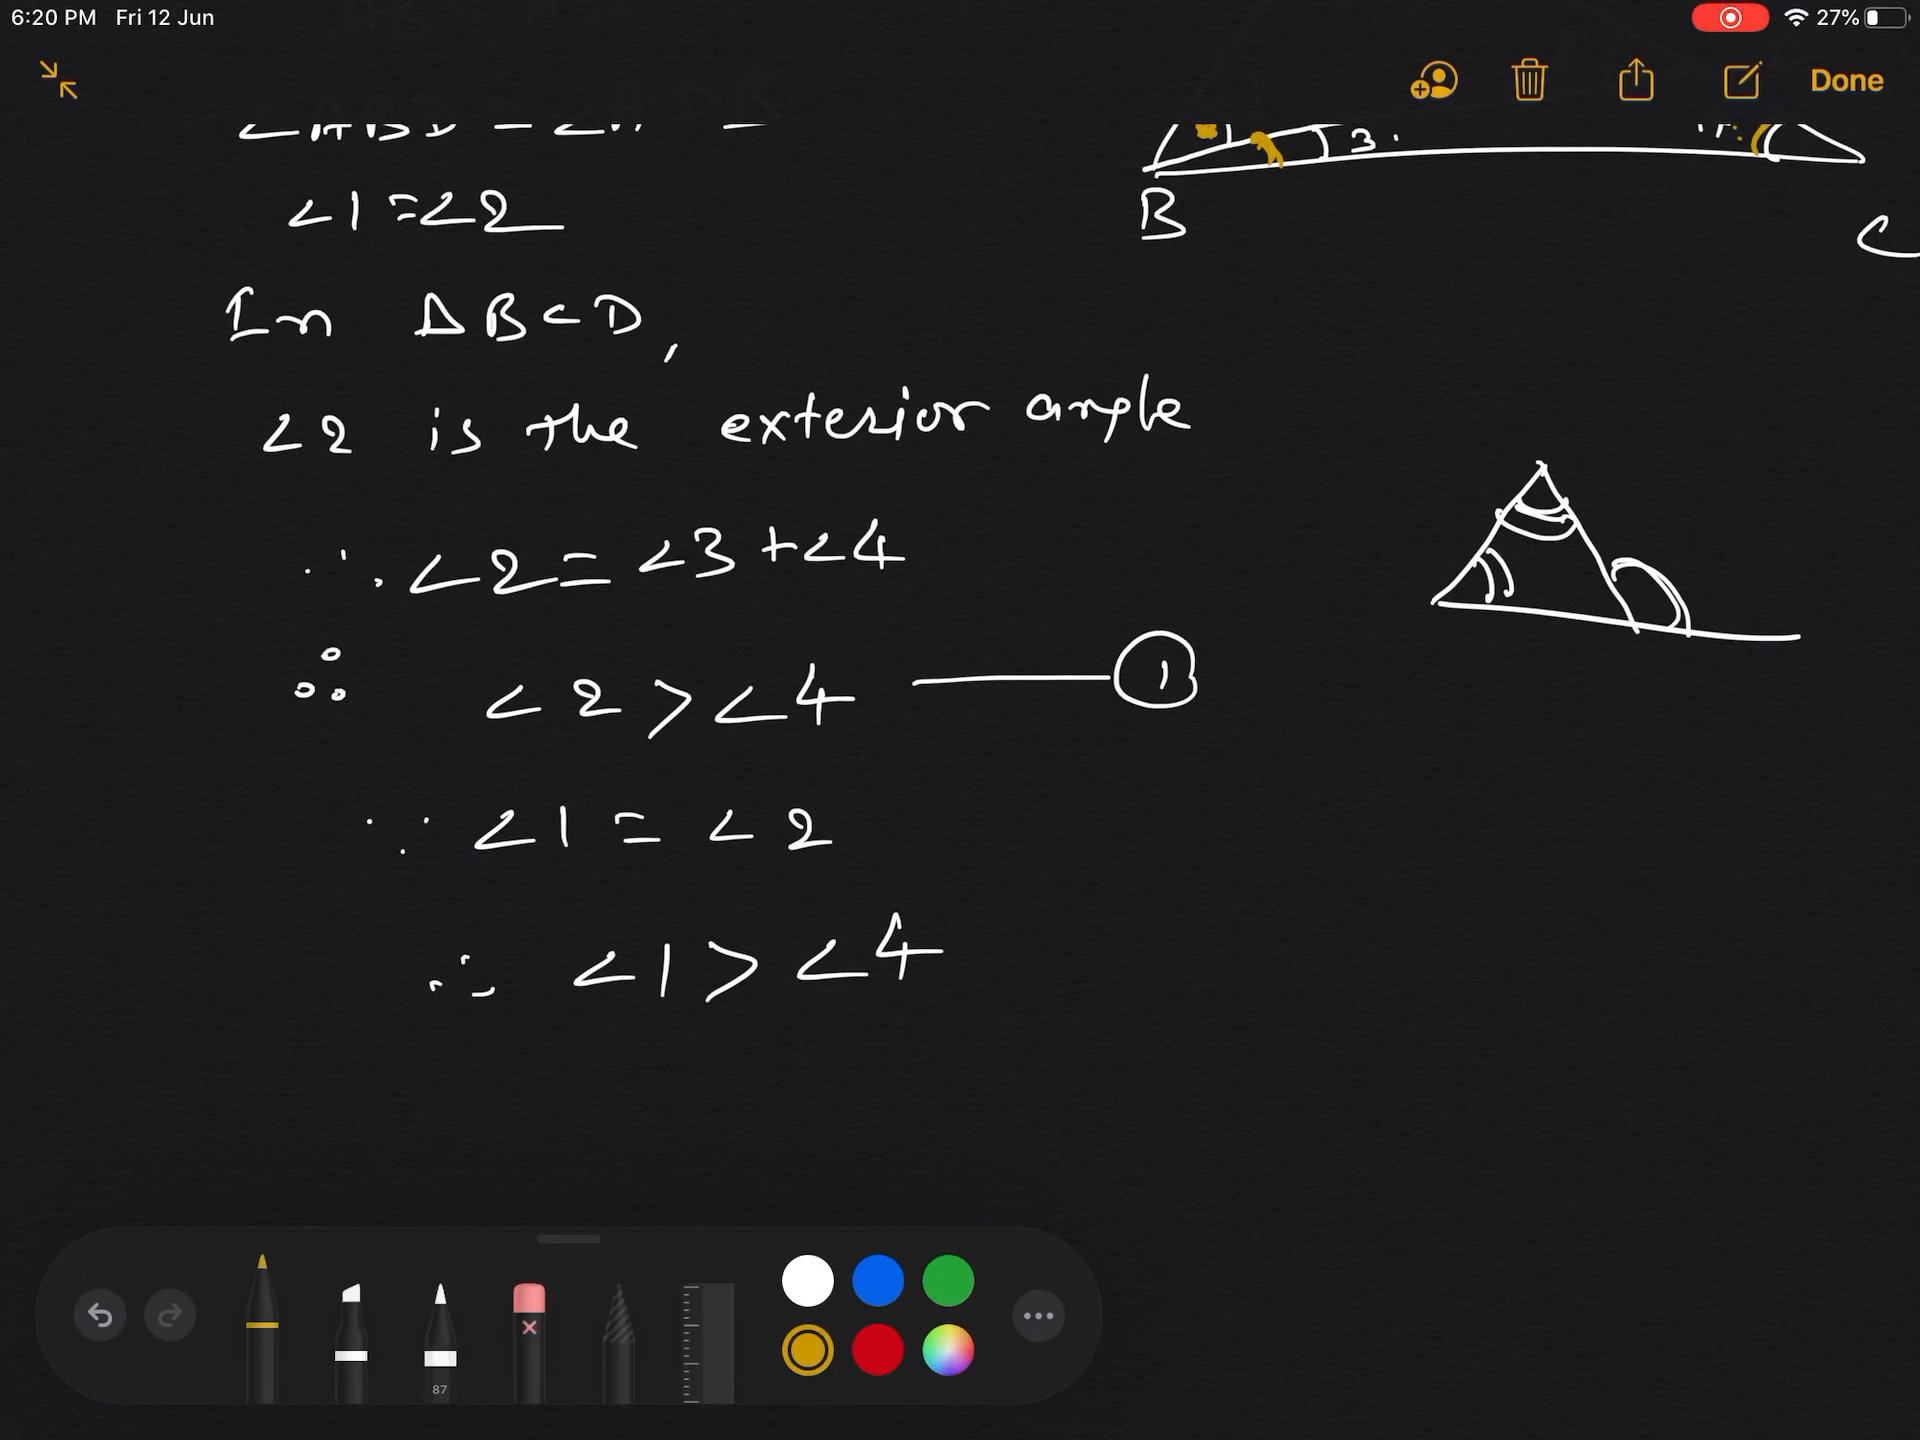 6:20 PM Fri 12 Jun 27%
Done
3.
∠1=∠2
B
C
In ΔBCD,
∠2 is the exterior angle
∴ ∠2=∠3+∠4
∴ ∠2>∠4 ——— ①
∵ ∠1=∠2
∴ ∠1>∠4
87